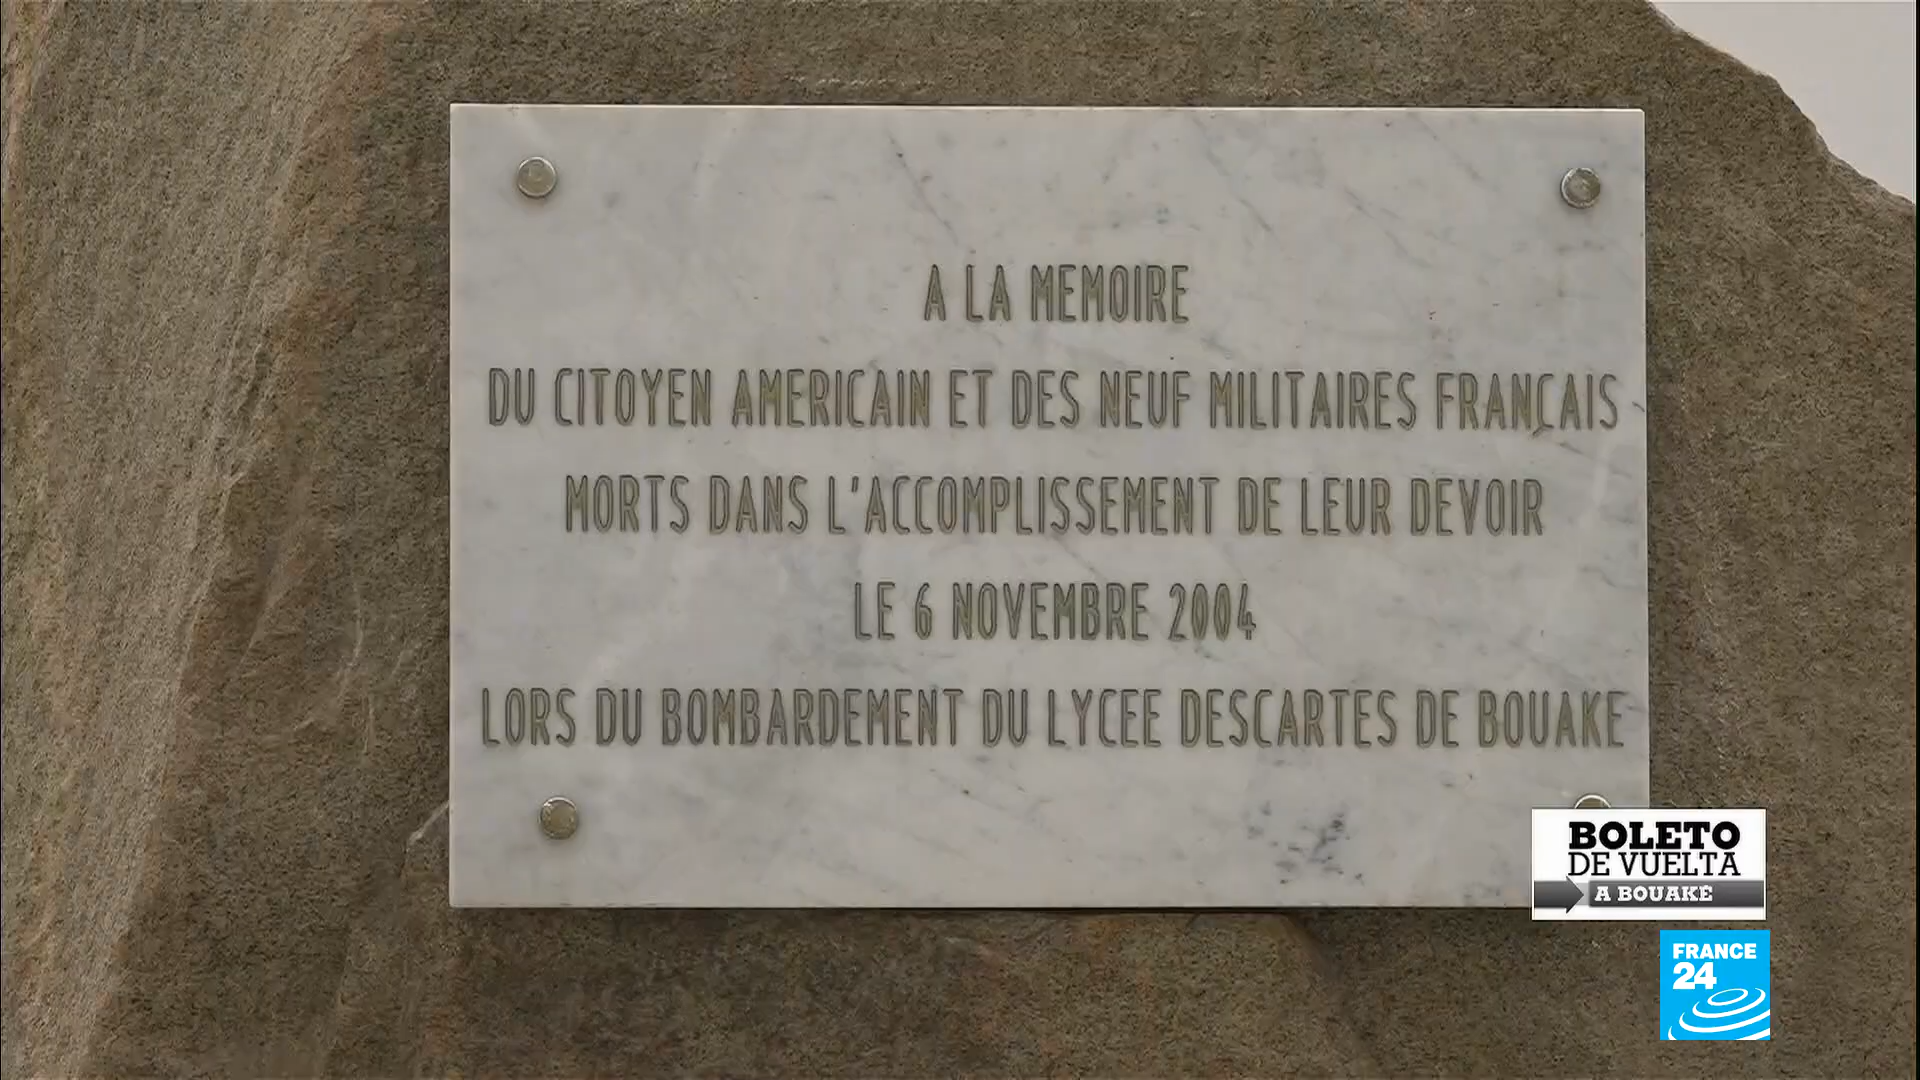 A LA MEMOIRE
DU CITOYEN AMERICAIN ET DES NEUF MILITAIRES FRANÇAIS
MORTS DANS L'ACCOMPLISSEMENT DE LEUR DEVOIR
LE 6 NOVEMBRE 2004
LORS DU BOMBARDEMENT DU LYCEE DESCARTES DE BOUAKE
BOLETO
DE VUELTA
A BOUAKÉ
FRANCE
24